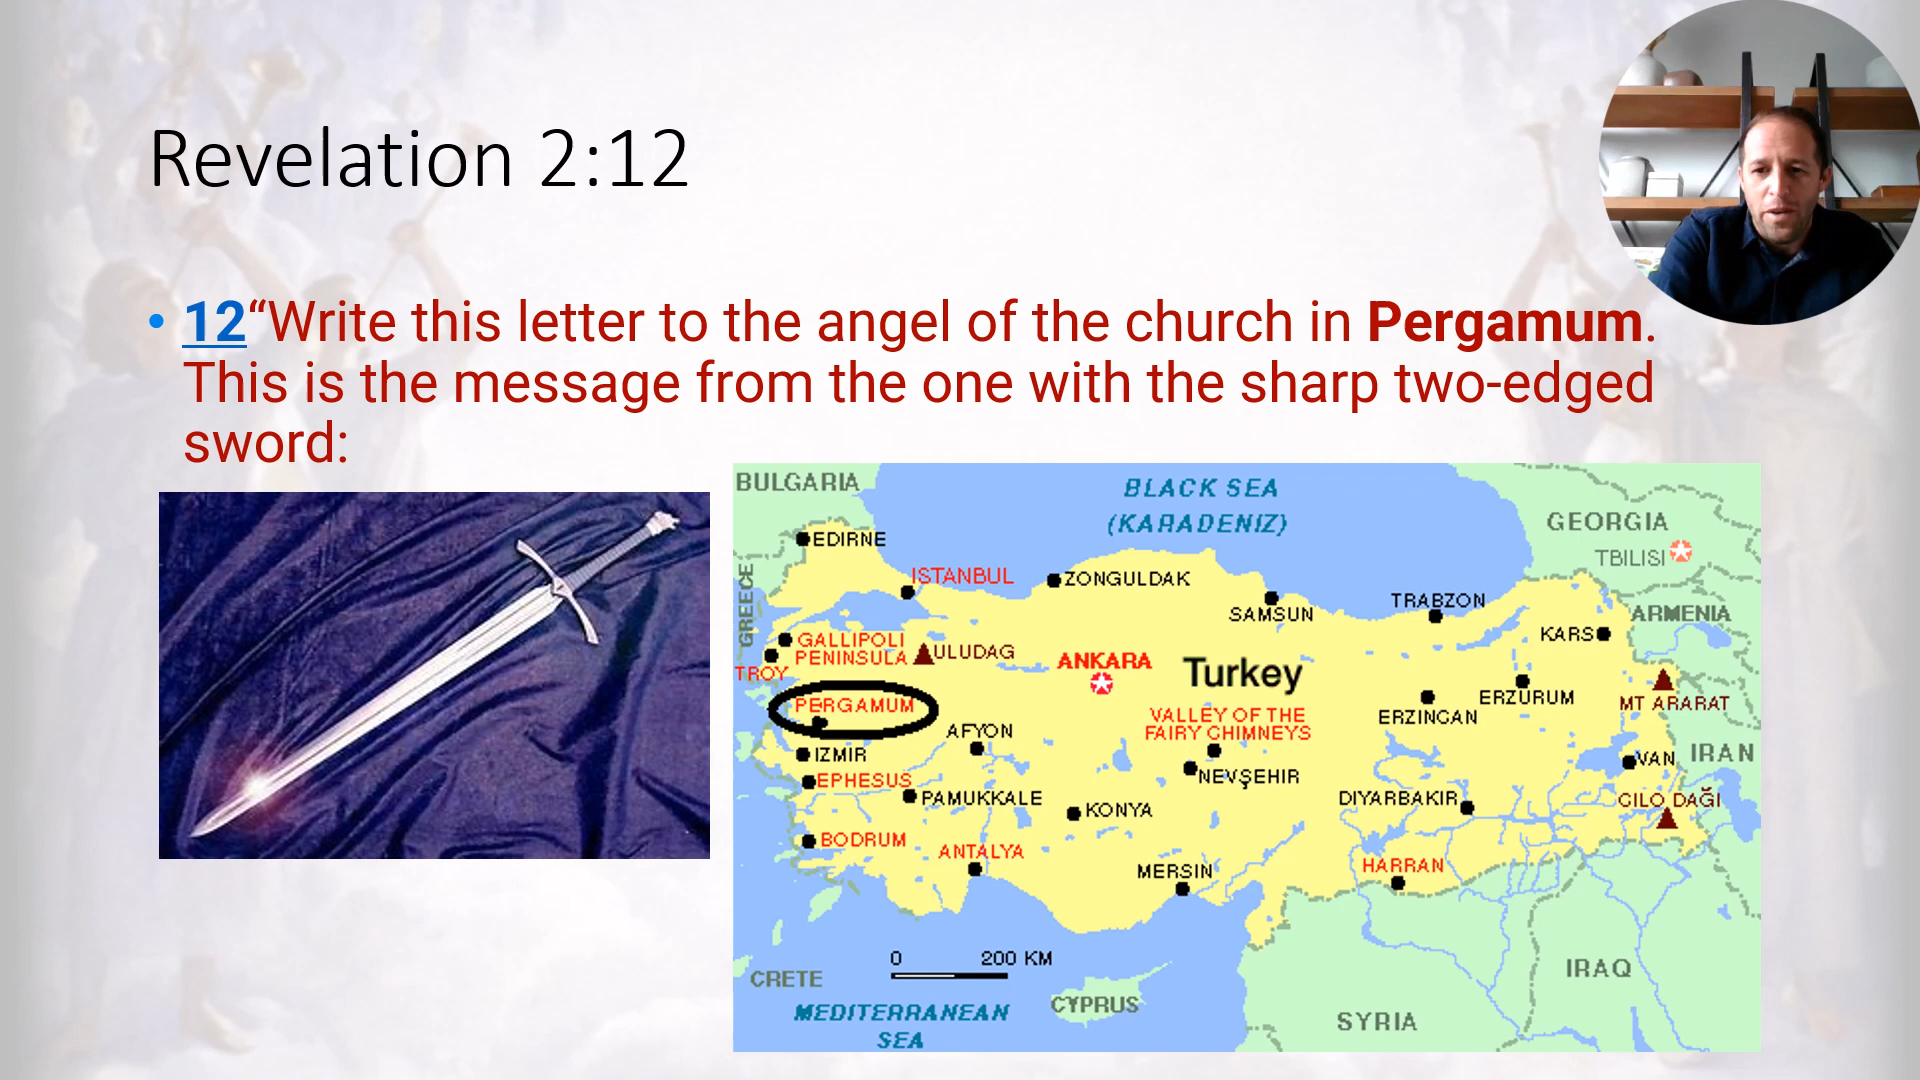 Revelation 2:12
• 12“Write this letter to the angel of the church in Pergamum.
This is the message from the one with the sharp two-edged
sword:
BULGARIA
BLACK SEA
(KARADENIZ)
GEORGIA
TBILISI
EDIRNE
GREECE
ISTANBUL
ZONGULDAK
SAMSUN
TRABZON
KARS
ARMENIA
GALLIPOLI
PENINSULA
ULUDAG
TROY
ANKARA
Turkey
ERZURUM
MT ARARAT
PERGAMUM
ERZINCAN
VALLEY OF THE
FAIRY CHIMNEYS
AFYON
IZMIR
VAN
IRAN
EPHESUS
NEVŞEHIR
PAMUKKALE
KONYA
DIYARBAKIR
CILO DAĞI
BODRUM
ANTALYA
MERSIN
HARRAN
0 200 KM
CRETE
MEDITERRANEAN
SEA
CYPRUS
SYRIA
IRAQ